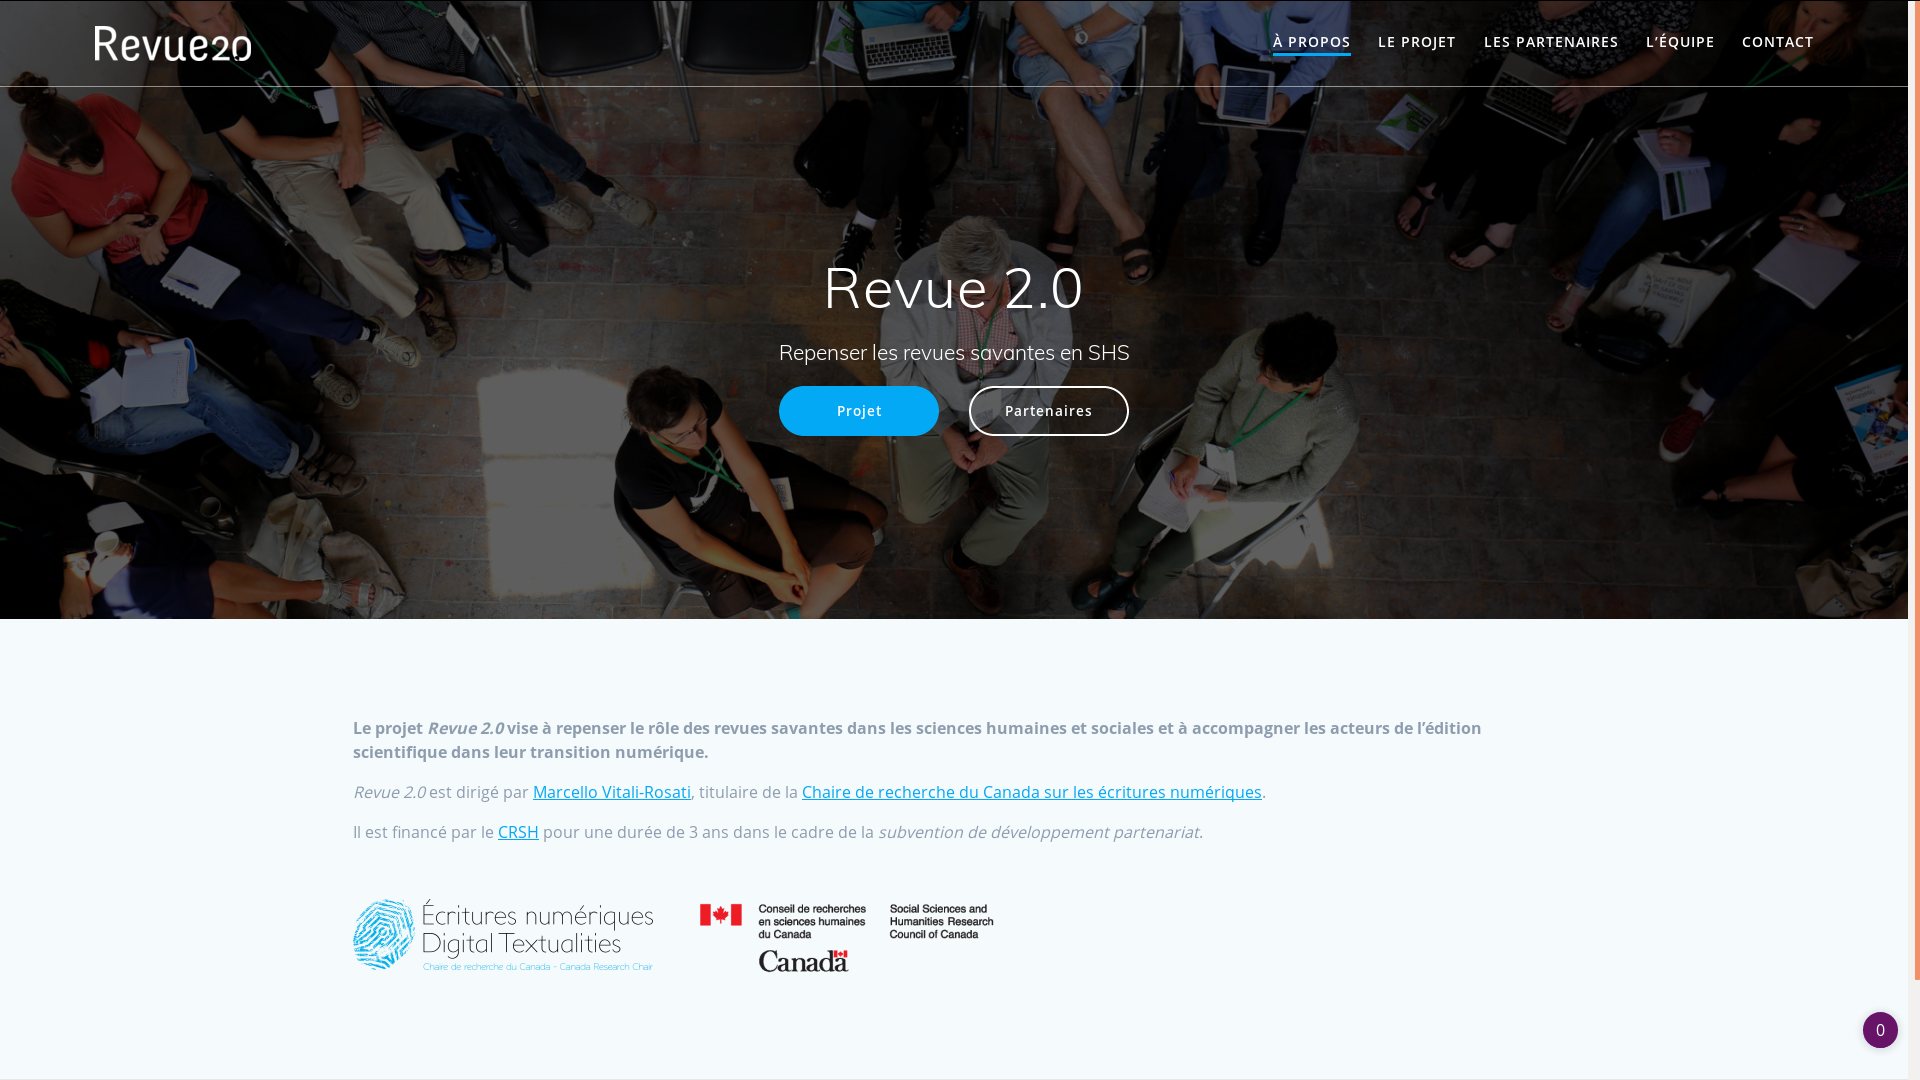 Revue20
À PROPOS
LE PROJET
LES PARTENAIRES
L’ÉQUIPE
CONTACT
Revue 2.0
Repenser les revues savantes en SHS
Projet
Partenaires
Le projet Revue 2.0 vise à repenser le rôle des revues savantes dans les sciences humaines et sociales et à accompagner les acteurs de l’édition
scientifique dans leur transition numérique.
Revue 2.0 est dirigé par Marcello Vitali-Rosati, titulaire de la Chaire de recherche du Canada sur les écritures numériques.
Il est financé par le CRSH pour une durée de 3 ans dans le cadre de la subvention de développement partenariat.
Écritures numériques
Digital Textualities
Chaire de recherche du Canada - Canada Research Chair
Conseil de recherches
en sciences humaines
du Canada
Social Sciences and
Humanities Research
Council of Canada
Canada
0